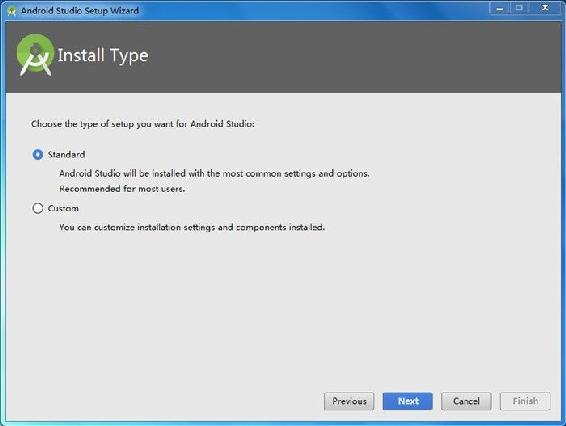 Android Studio Setup Wizard
Install Type
Choose the type of setup you want for Android Studio:
Standard
Android Studio will be installed with the most common settings and options.
Recommended for most users.
Custom
You can customize installation settings and components installed.
Previous Next Cancel Finish